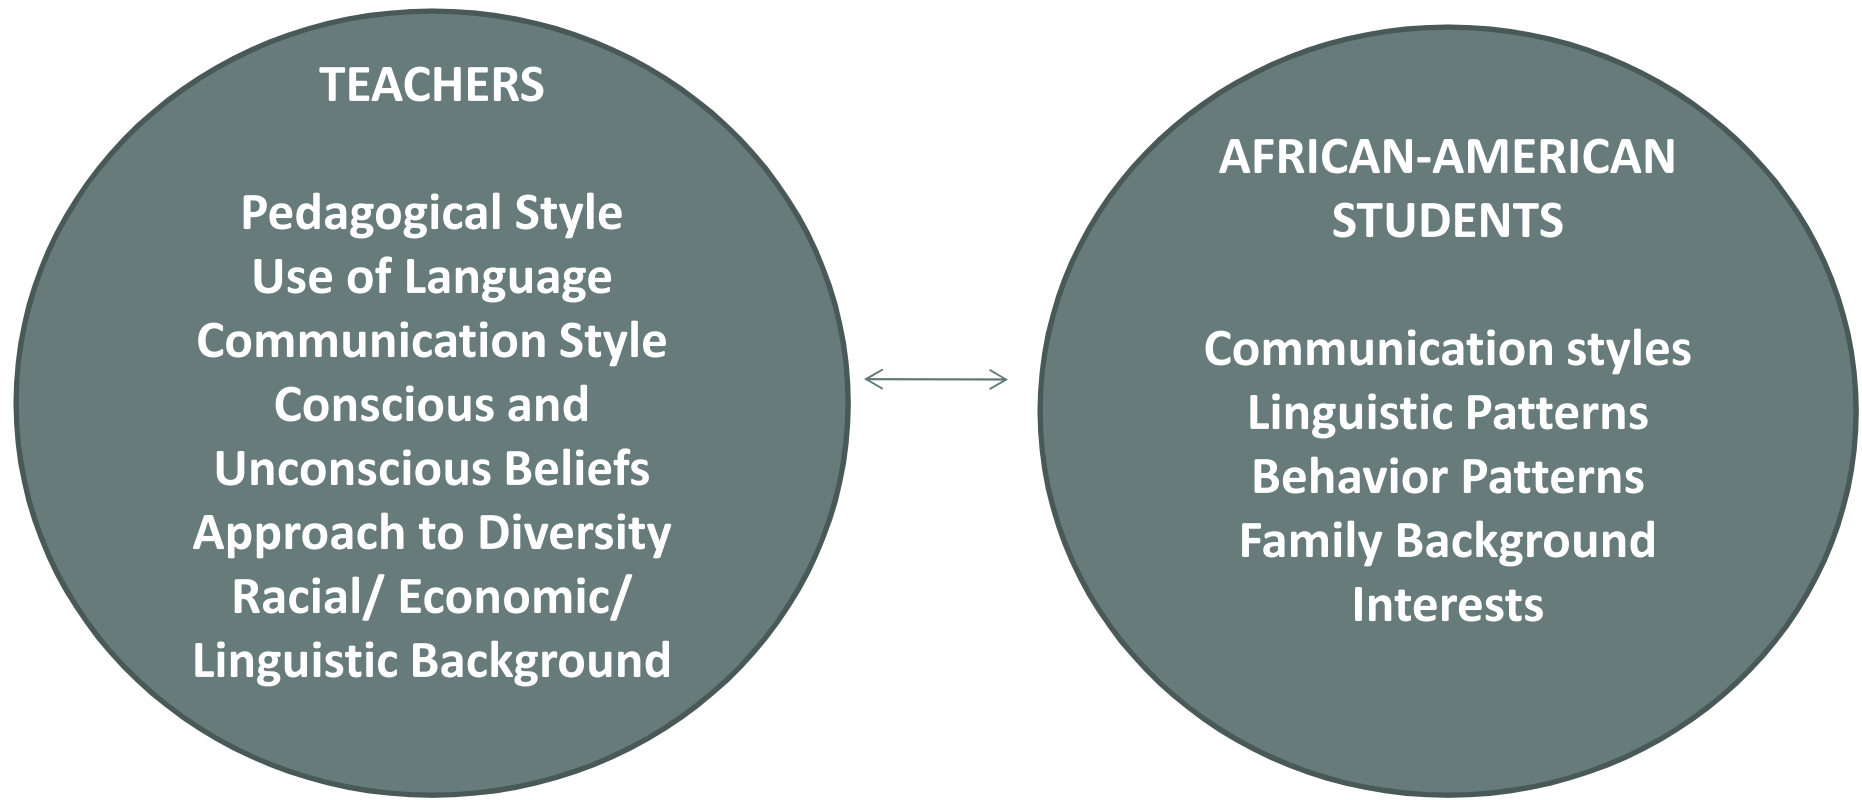 TEACHERS
Pedagogical Style
Use of Language
Communication Style
Conscious and
Unconscious Beliefs
Approach to Diversity
Racial/ Economic/
Linguistic Background
AFRICAN-AMERICAN
STUDENTS
Communication styles
Linguistic Patterns
Behavior Patterns
Family Background
Interests